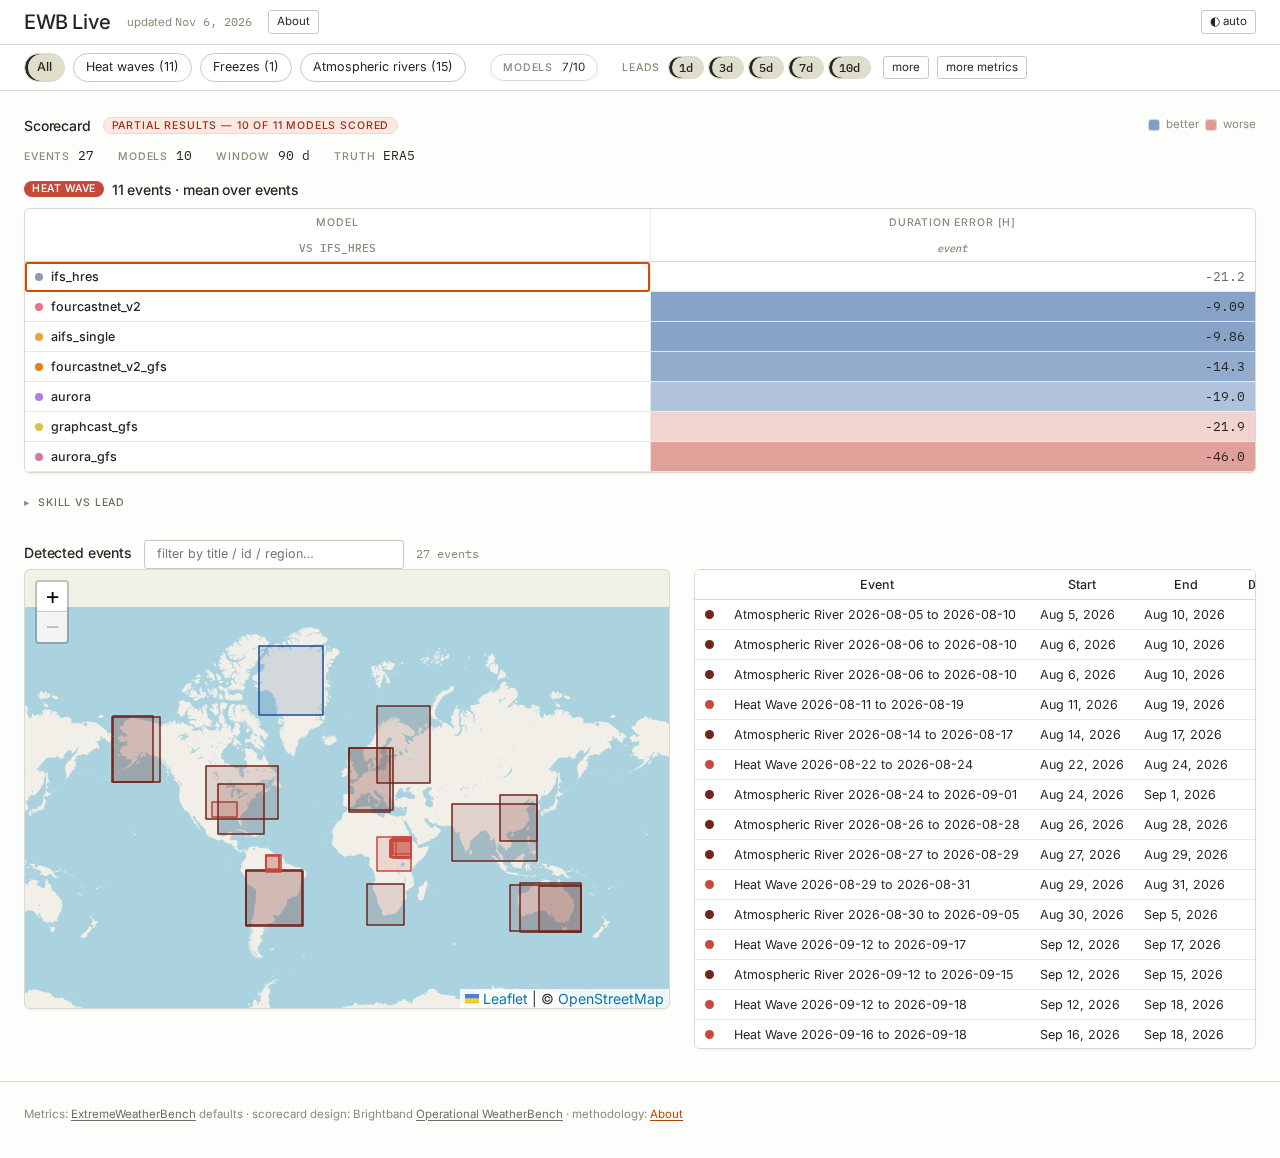 EWB Live updated Nov 6, 2026 About ◐ auto
All Heat waves (11) Freezes (1) Atmospheric rivers (15) MODELS 7/10 LEADS 1d 3d 5d 7d 10d more more metrics
Scorecard PARTIAL RESULTS — 10 OF 11 MODELS SCORED better worse
EVENTS 27 MODELS 10 WINDOW 90 d TRUTH ERA5
HEAT WAVE 11 events · mean over events
MODEL DURATION ERROR [H]
VS IFS_HRES event
ifs_hres -21.2
fourcastnet_v2 -9.09
aifs_single -9.86
fourcastnet_v2_gfs -14.3
aurora -19.0
graphcast_gfs -21.9
aurora_gfs -46.0
▸ SKILL VS LEAD
Detected events filter by title / id / region... 27 events
+
−
Leaflet | © OpenStreetMap
Event Start End D
Atmospheric River 2026-08-05 to 2026-08-10 Aug 5, 2026 Aug 10, 2026
Atmospheric River 2026-08-06 to 2026-08-10 Aug 6, 2026 Aug 10, 2026
Atmospheric River 2026-08-06 to 2026-08-10 Aug 6, 2026 Aug 10, 2026
Heat Wave 2026-08-11 to 2026-08-19 Aug 11, 2026 Aug 19, 2026
Atmospheric River 2026-08-14 to 2026-08-17 Aug 14, 2026 Aug 17, 2026
Heat Wave 2026-08-22 to 2026-08-24 Aug 22, 2026 Aug 24, 2026
Atmospheric River 2026-08-24 to 2026-09-01 Aug 24, 2026 Sep 1, 2026
Atmospheric River 2026-08-26 to 2026-08-28 Aug 26, 2026 Aug 28, 2026
Atmospheric River 2026-08-27 to 2026-08-29 Aug 27, 2026 Aug 29, 2026
Heat Wave 2026-08-29 to 2026-08-31 Aug 29, 2026 Aug 31, 2026
Atmospheric River 2026-08-30 to 2026-09-05 Aug 30, 2026 Sep 5, 2026
Heat Wave 2026-09-12 to 2026-09-17 Sep 12, 2026 Sep 17, 2026
Atmospheric River 2026-09-12 to 2026-09-15 Sep 12, 2026 Sep 15, 2026
Heat Wave 2026-09-12 to 2026-09-18 Sep 12, 2026 Sep 18, 2026
Heat Wave 2026-09-16 to 2026-09-18 Sep 16, 2026 Sep 18, 2026
Metrics: ExtremeWeatherBench defaults · scorecard design: Brightband Operational WeatherBench · methodology: About